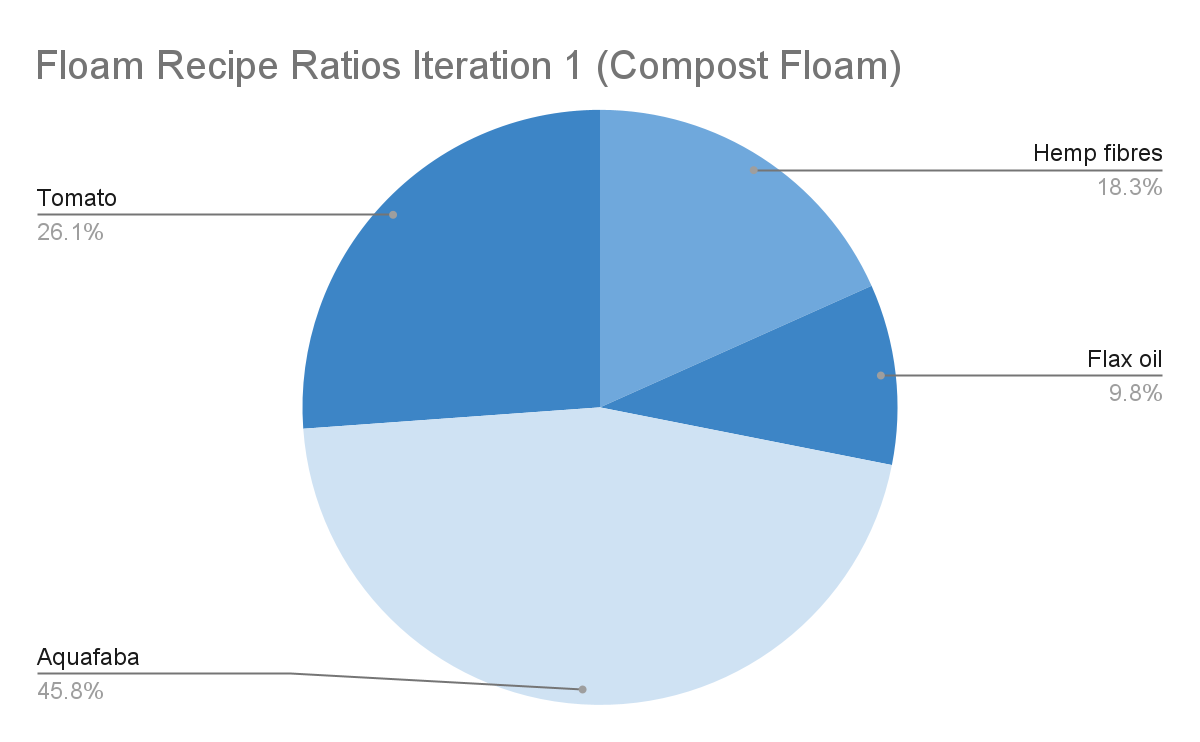 Floam Recipe Ratios Iteration 1 (Compost Floam)
Hemp fibres
18.3%
Tomato
26.1%
Flax oil
9.8%
Aquafaba
45.8%